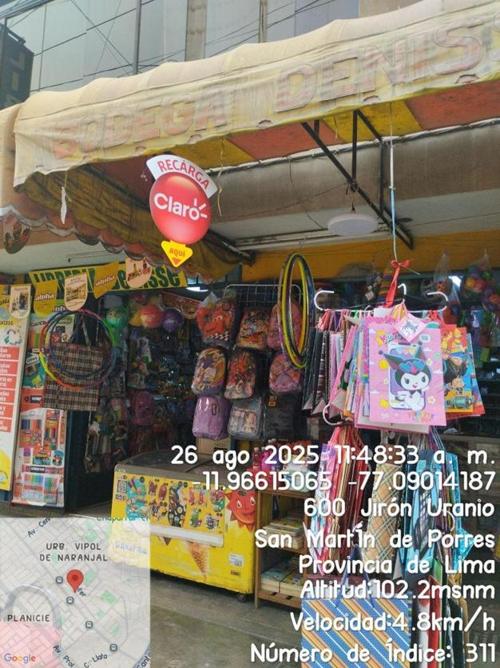 BODEGA DENIS
RECARGA
Claro
AQUÍ
alpha
26 ago 2025 11:48:33 a. m.
-11.96615065 -77.09014187
600 Jirón Uranio
San Martín de Porres
Provincia de Lima
Altitud:102.2msnm
Velocidad:4.8km/h
Número de Índice: 311
URB. VIPOL
DE NARANJAL
PLANICIE
Google